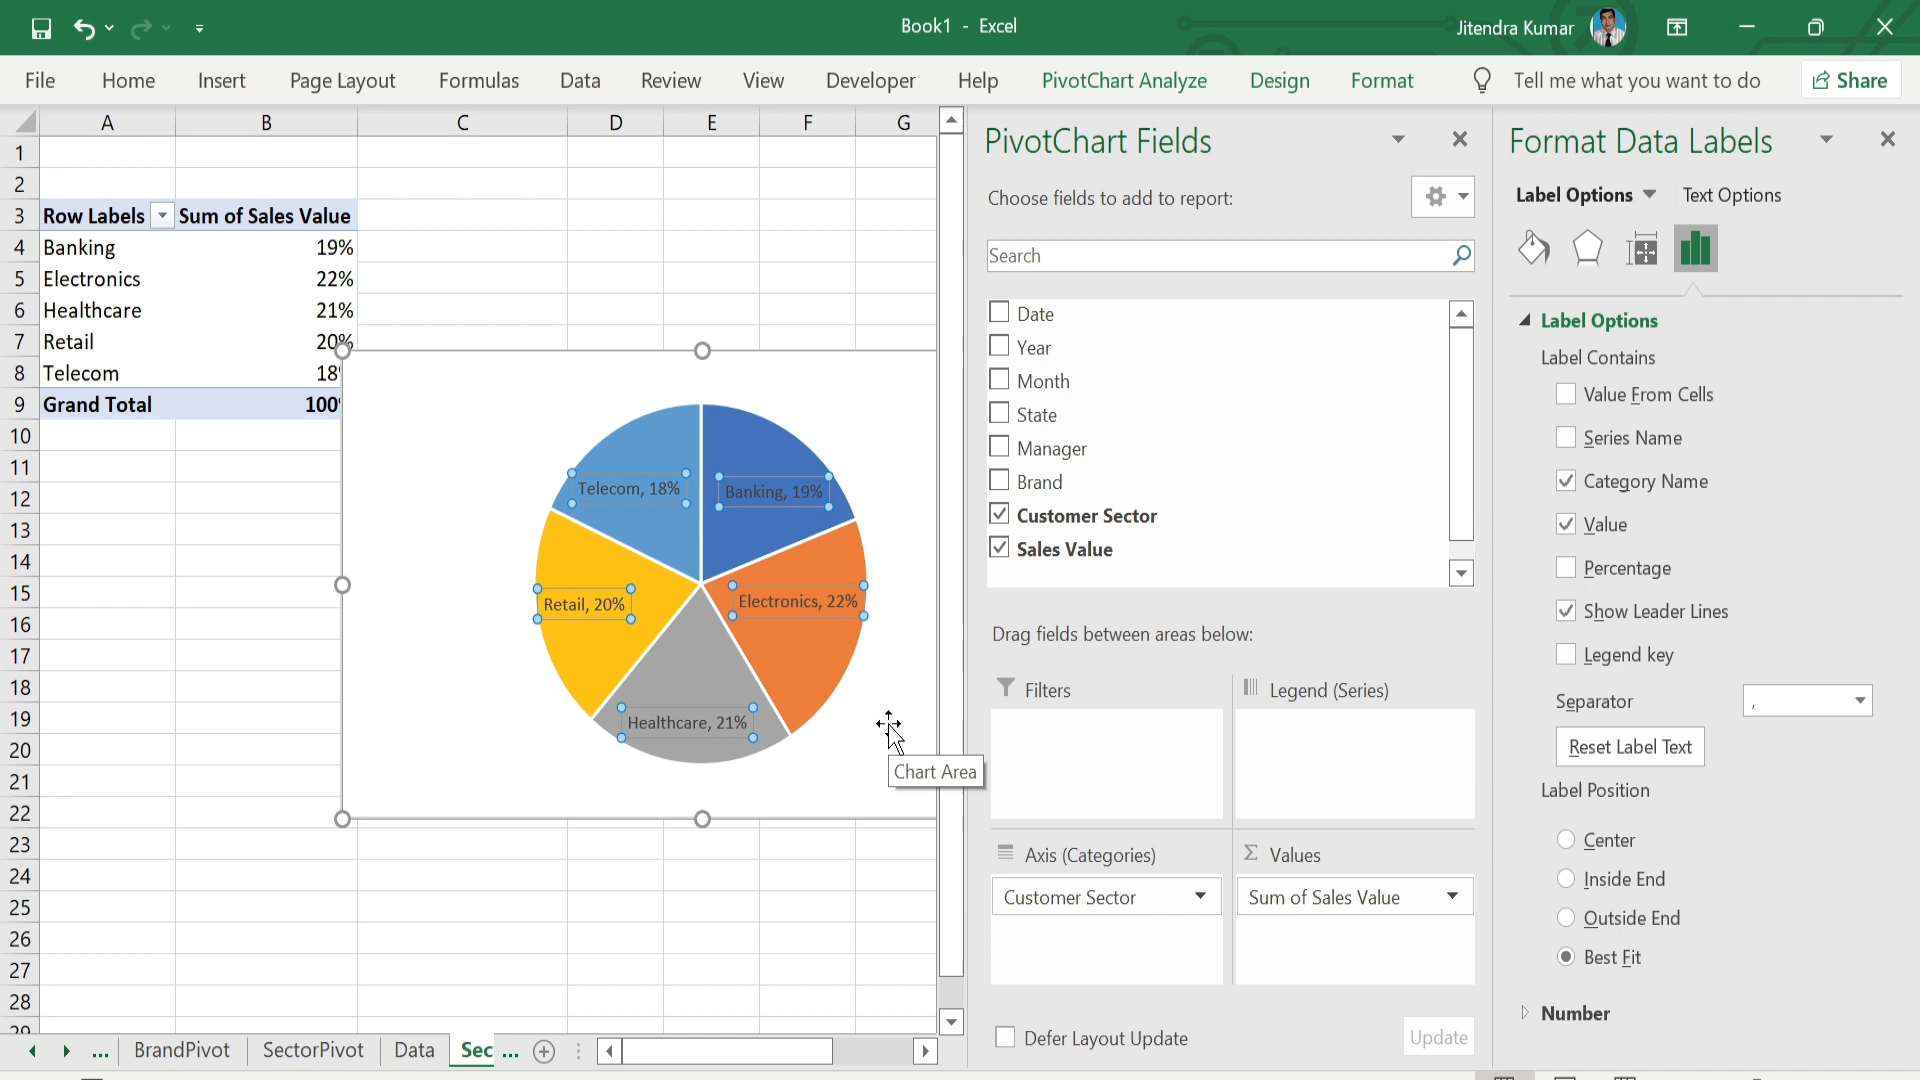 Book1 - Excel
Jitendra Kumar
File Home Insert Page Layout Formulas Data Review View Developer Help PivotChart Analyze Design Format Tell me what you want to do Share
A B C D E F G
1
2
3 Row Labels Sum of Sales Value
4 Banking 19%
5 Electronics 22%
6 Healthcare 21%
7 Retail 20%
8 Telecom 18%
9 Grand Total 100%
10
11
12
13
14
15
16
17
18
19
20
21
22
23
24
25
26
27
28
29
Telecom, 18%
Banking, 19%
Retail, 20%
Electronics, 22%
Healthcare, 21%
Chart Area
... BrandPivot SectorPivot Data Sec ...
PivotChart Fields
Choose fields to add to report:
Search
Date
Year
Month
State
Manager
Brand
Customer Sector
Sales Value
Drag fields between areas below:
Filters
Legend (Series)
Axis (Categories)
Σ Values
Customer Sector
Sum of Sales Value
Defer Layout Update
Update
Format Data Labels
Label Options
Text Options
Label Options
Label Contains
Value From Cells
Series Name
Category Name
Value
Percentage
Show Leader Lines
Legend key
Separator ,
Reset Label Text
Label Position
Center
Inside End
Outside End
Best Fit
Number